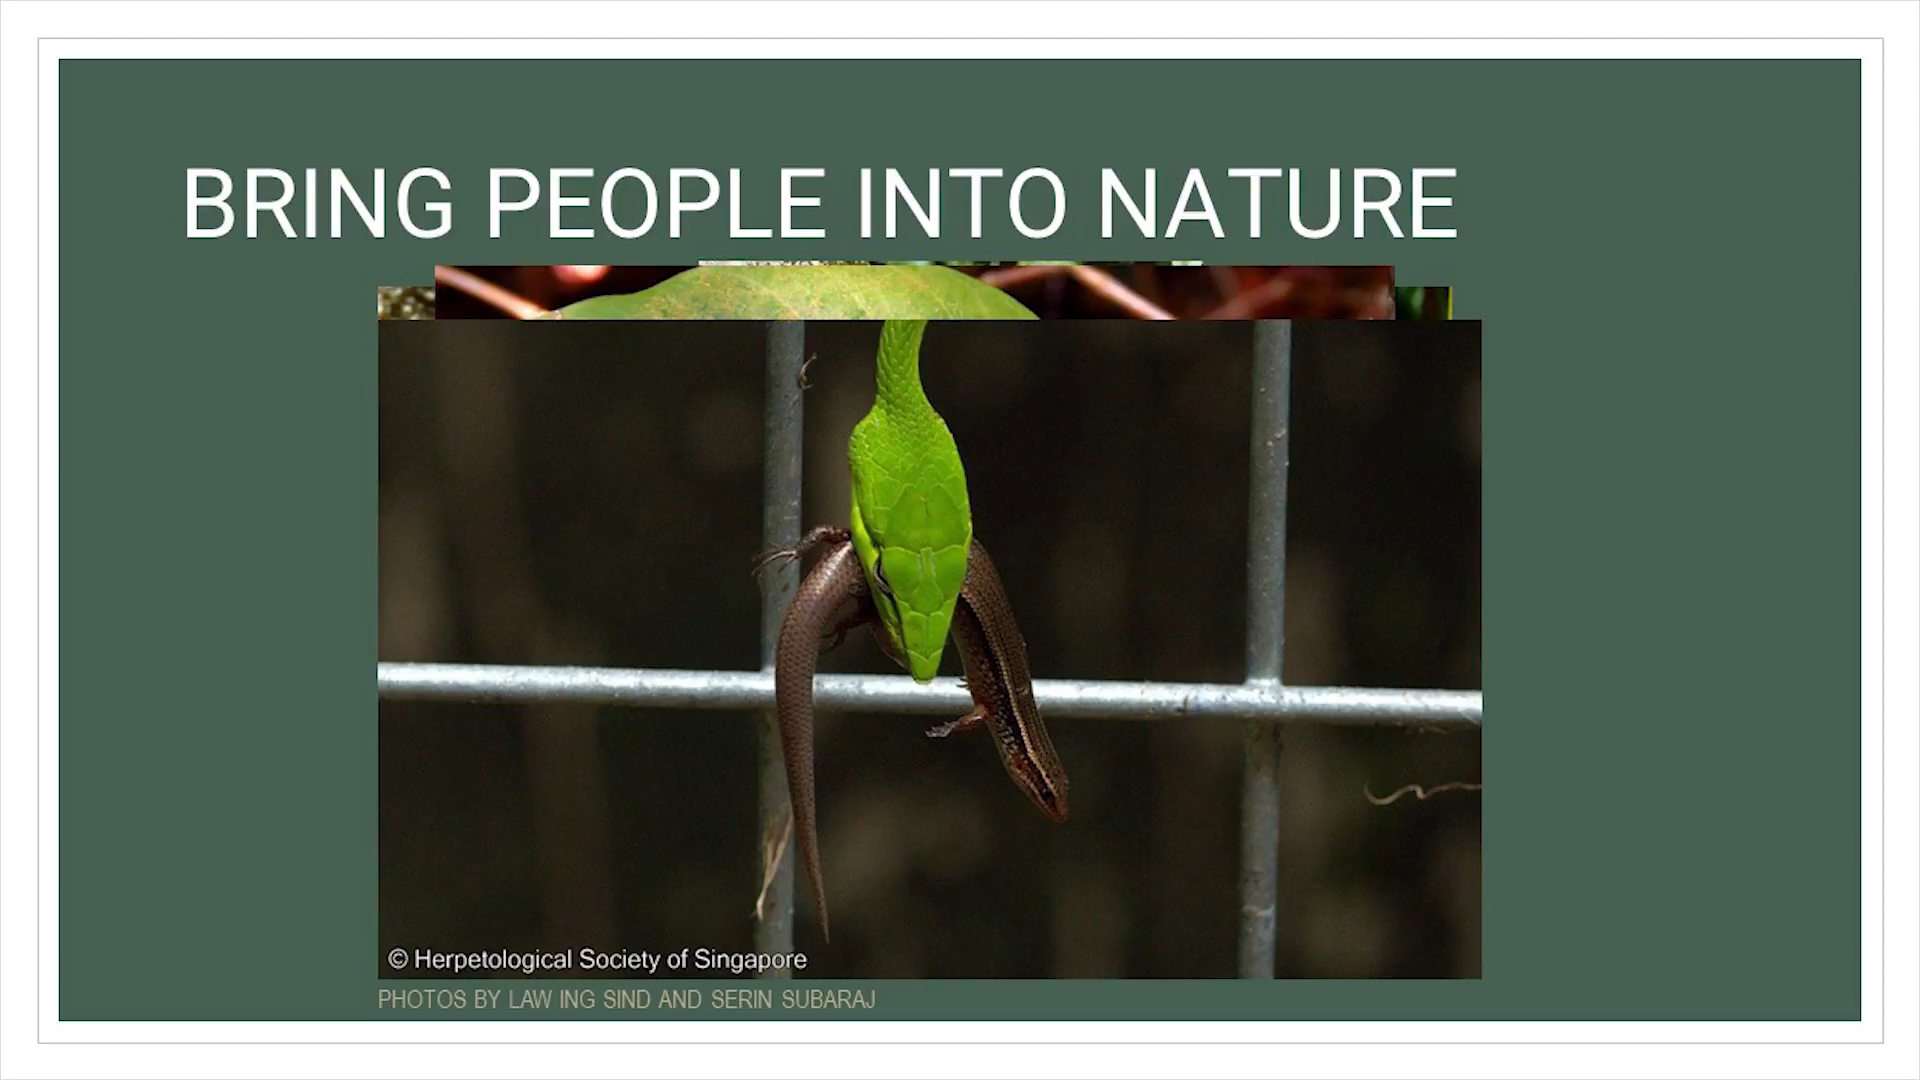 BRING PEOPLE INTO NATURE
© Herpetological Society of Singapore
PHOTOS BY LAW ING SIND AND SERIN SUBARAJ